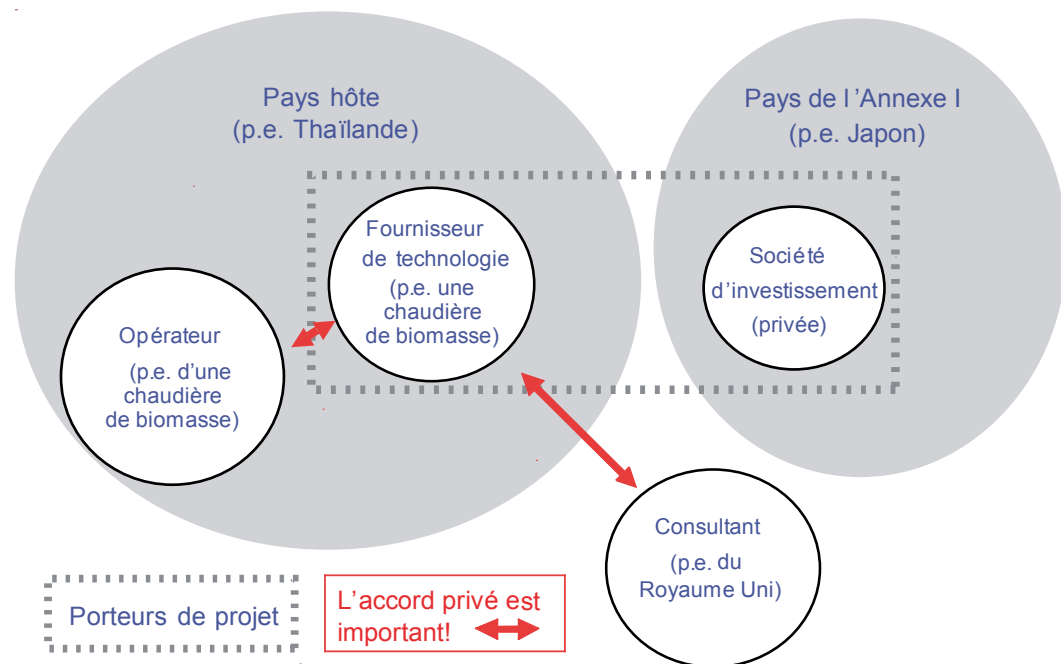 Pays hôte
(p.e. Thaïlande)
Pays de l'Annexe I
(p.e. Japon)
Fournisseur
de technologie
(p.e. une
chaudière
de biomasse)
Société
d'investissement
(privée)
Opérateur
(p.e. d'une
chaudière
de biomasse)
Consultant
(p.e. du
Royaume Uni)
Porteurs de projet
L'accord privé est
important!